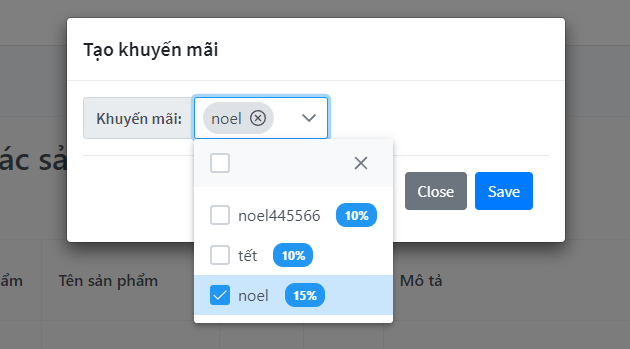 Tạo khuyến mãi
Khuyến mãi: noel
ác sả
Close Save
noel445566 10%
tết 10%
ẩm Tên sản phẩm noel 15% Mô tả